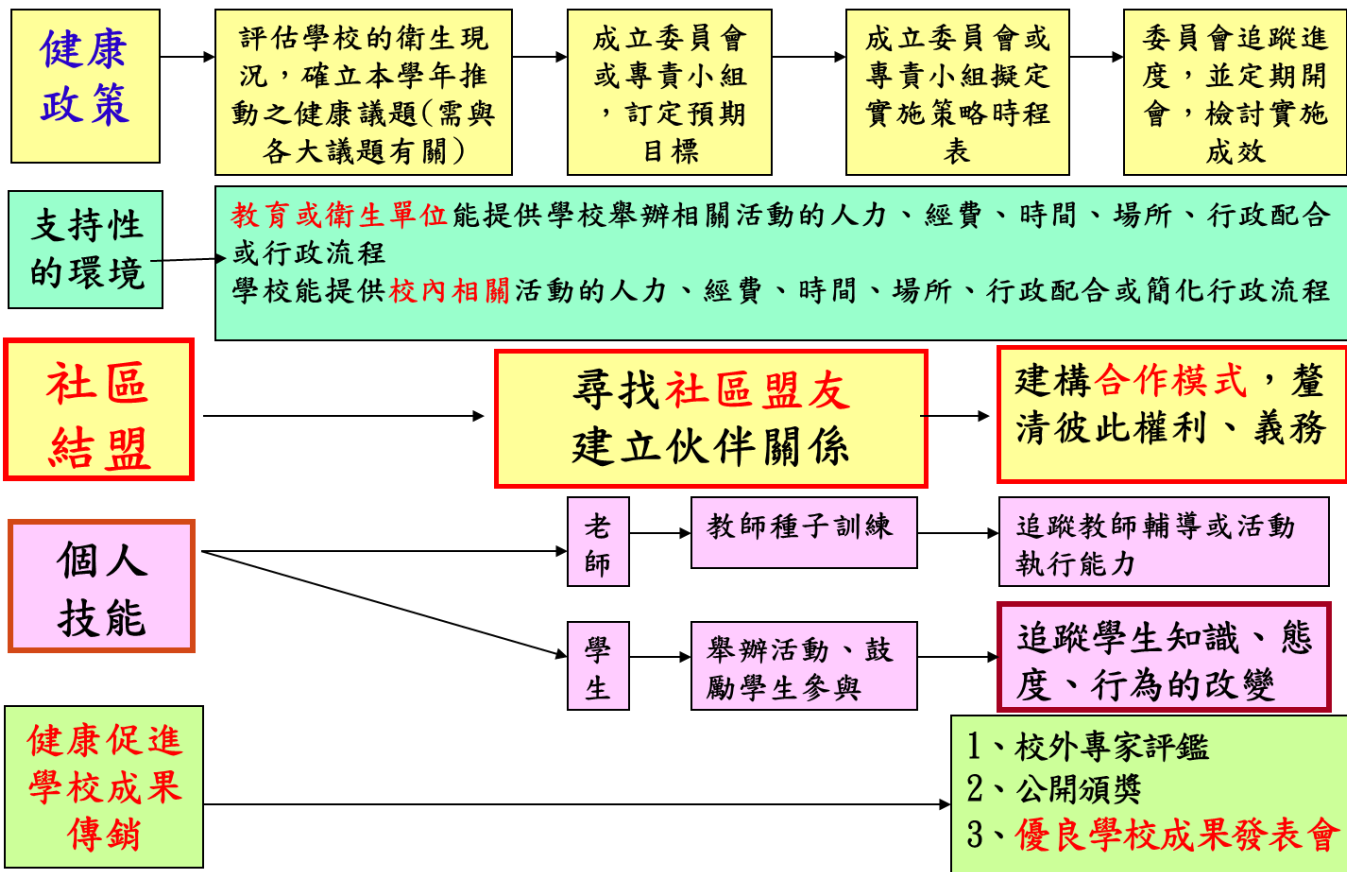 健康
政策
評估學校的衛生現
況，確立本學年推
動之健康議題(需與
各大議題有關)
成立委員會
或專責小組
，訂定預期
目標
成立委員會或
專責小組擬定
實施策略時程
表
委員會追蹤進
度，並定期開
會，檢討實施
成效
支持性
的環境
教育或衛生單位能提供學校舉辦相關活動的人力、經費、時間、場所、行政配合
或行政流程
學校能提供校內相關活動的人力、經費、時間、場所、行政配合或簡化行政流程
社區
結盟
尋找社區盟友
建立伙伴關係
建構合作模式，釐
清彼此權利、義務
個人
技能
老
師
教師種子訓練
追蹤教師輔導或活動
執行能力
學
生
舉辦活動、鼓
勵學生參與
追蹤學生知識、態
度、行為的改變
健康促進
學校成果
傳銷
1、校外專家評鑑
2、公開頒獎
3、優良學校成果發表會